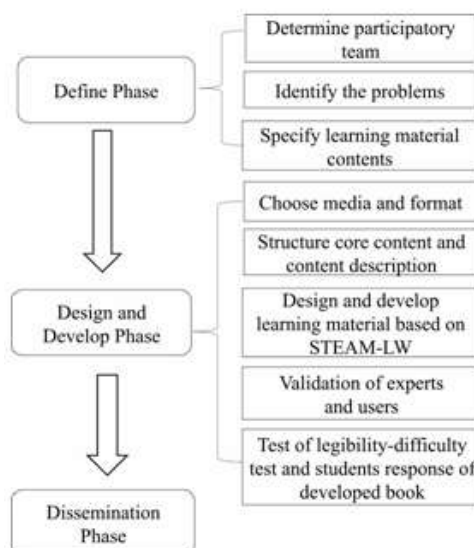 Determine participatory
team
Define Phase
Identify the problems
Specify learning material
contents
Choose media and format
Structure core content and
content description
Design and
Develop Phase
Design and develop
learning material based on
STEAM-LW
Validation of experts
and users
Test of legibility-difficulty
test and students response of
developed book
Dissemination
Phase